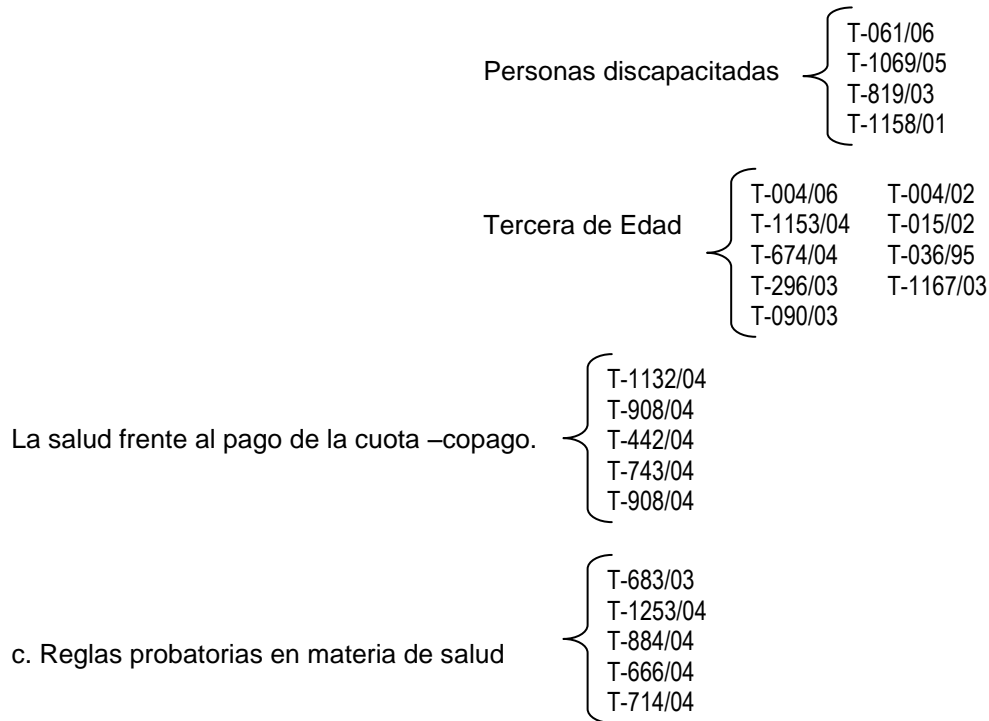 Personas discapacitadas
T-061/06
T-1069/05
T-819/03
T-1158/01
Tercera de Edad
T-004/06 T-004/02
T-1153/04 T-015/02
T-674/04 T-036/95
T-296/03 T-1167/03
T-090/03
La salud frente al pago de la cuota –copago.
T-1132/04
T-908/04
T-442/04
T-743/04
T-908/04
c. Reglas probatorias en materia de salud
T-683/03
T-1253/04
T-884/04
T-666/04
T-714/04